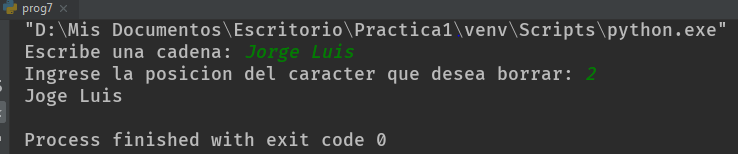 prog7 ×
"D:\Mis Documentos\Escritorio\Practica1\venv\Scripts\python.exe"
Escribe una cadena: Jorge Luis
Ingrese la posicion del caracter que desea borrar: 2
Joge Luis
Process finished with exit code 0